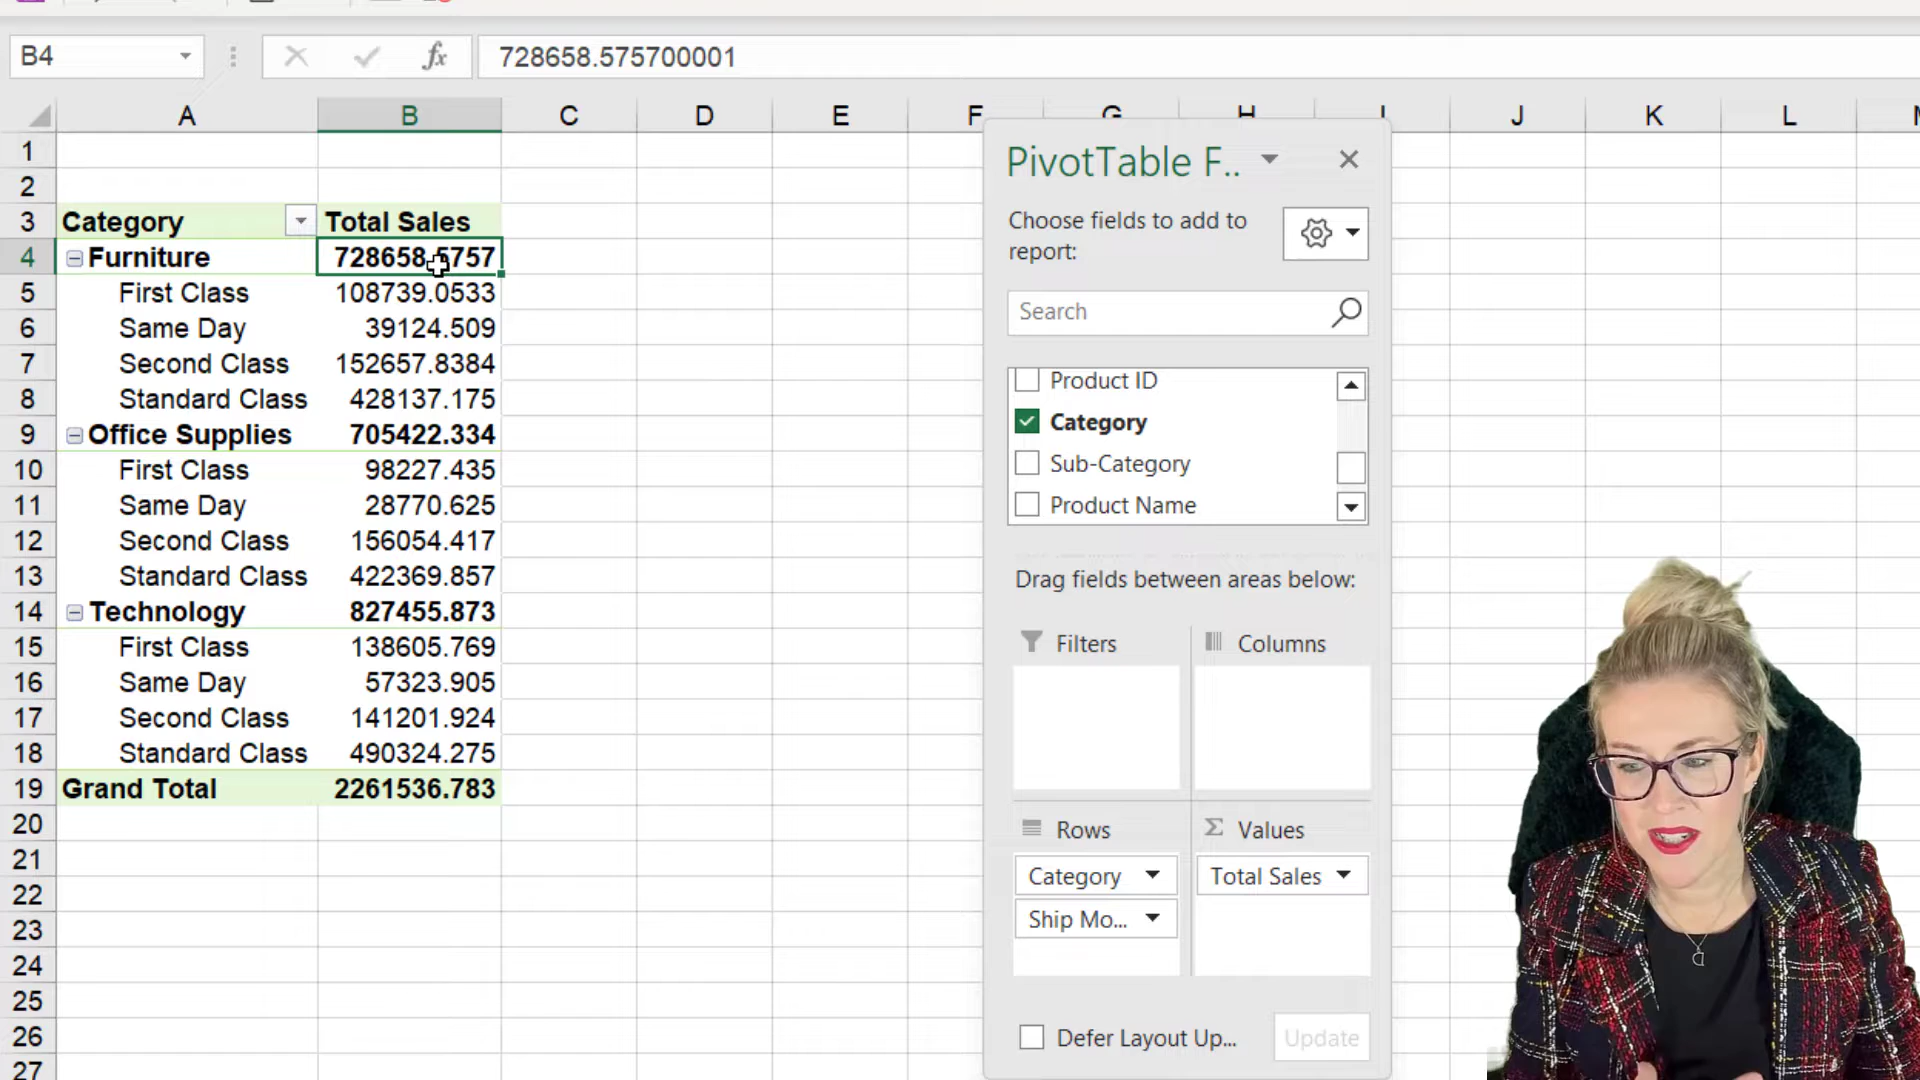 B4
fx
728658.575700001
A B C D E F G H I J K L M
1
2
3 Category Total Sales
4 Furniture 728658.5757
5 First Class 108739.0533
6 Same Day 39124.509
7 Second Class 152657.8384
8 Standard Class 428137.175
9 Office Supplies 705422.334
10 First Class 98227.435
11 Same Day 28770.625
12 Second Class 156054.417
13 Standard Class 422369.857
14 Technology 827455.873
15 First Class 138605.769
16 Same Day 57323.905
17 Second Class 141201.924
18 Standard Class 490324.275
19 Grand Total 2261536.783
20
21
22
23
24
25
26
27
PivotTable F..
Choose fields to add to
report:
Search
Product ID
Category
Sub-Category
Product Name
Drag fields between areas below:
Filters
Columns
Rows
Σ Values
Category
Total Sales
Ship Mo...
Defer Layout Up...
Update